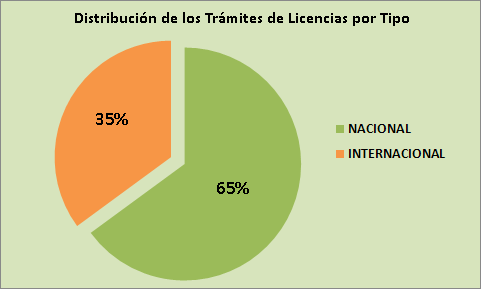 Distribución de los Trámites de Licencias por Tipo
35%
NACIONAL
INTERNACIONAL
65%